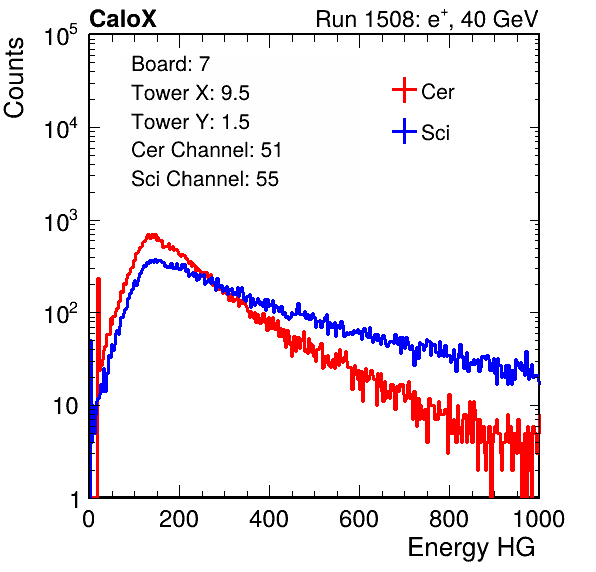 CaloX Run 1508: e⁺, 40 GeV
Counts
Board: 7
Tower X: 9.5
Tower Y: 1.5
Cer Channel: 51
Sci Channel: 55
Cer
Sci
10⁵
10⁴
10³
10²
10
1
0 200 400 600 800 1000
Energy HG